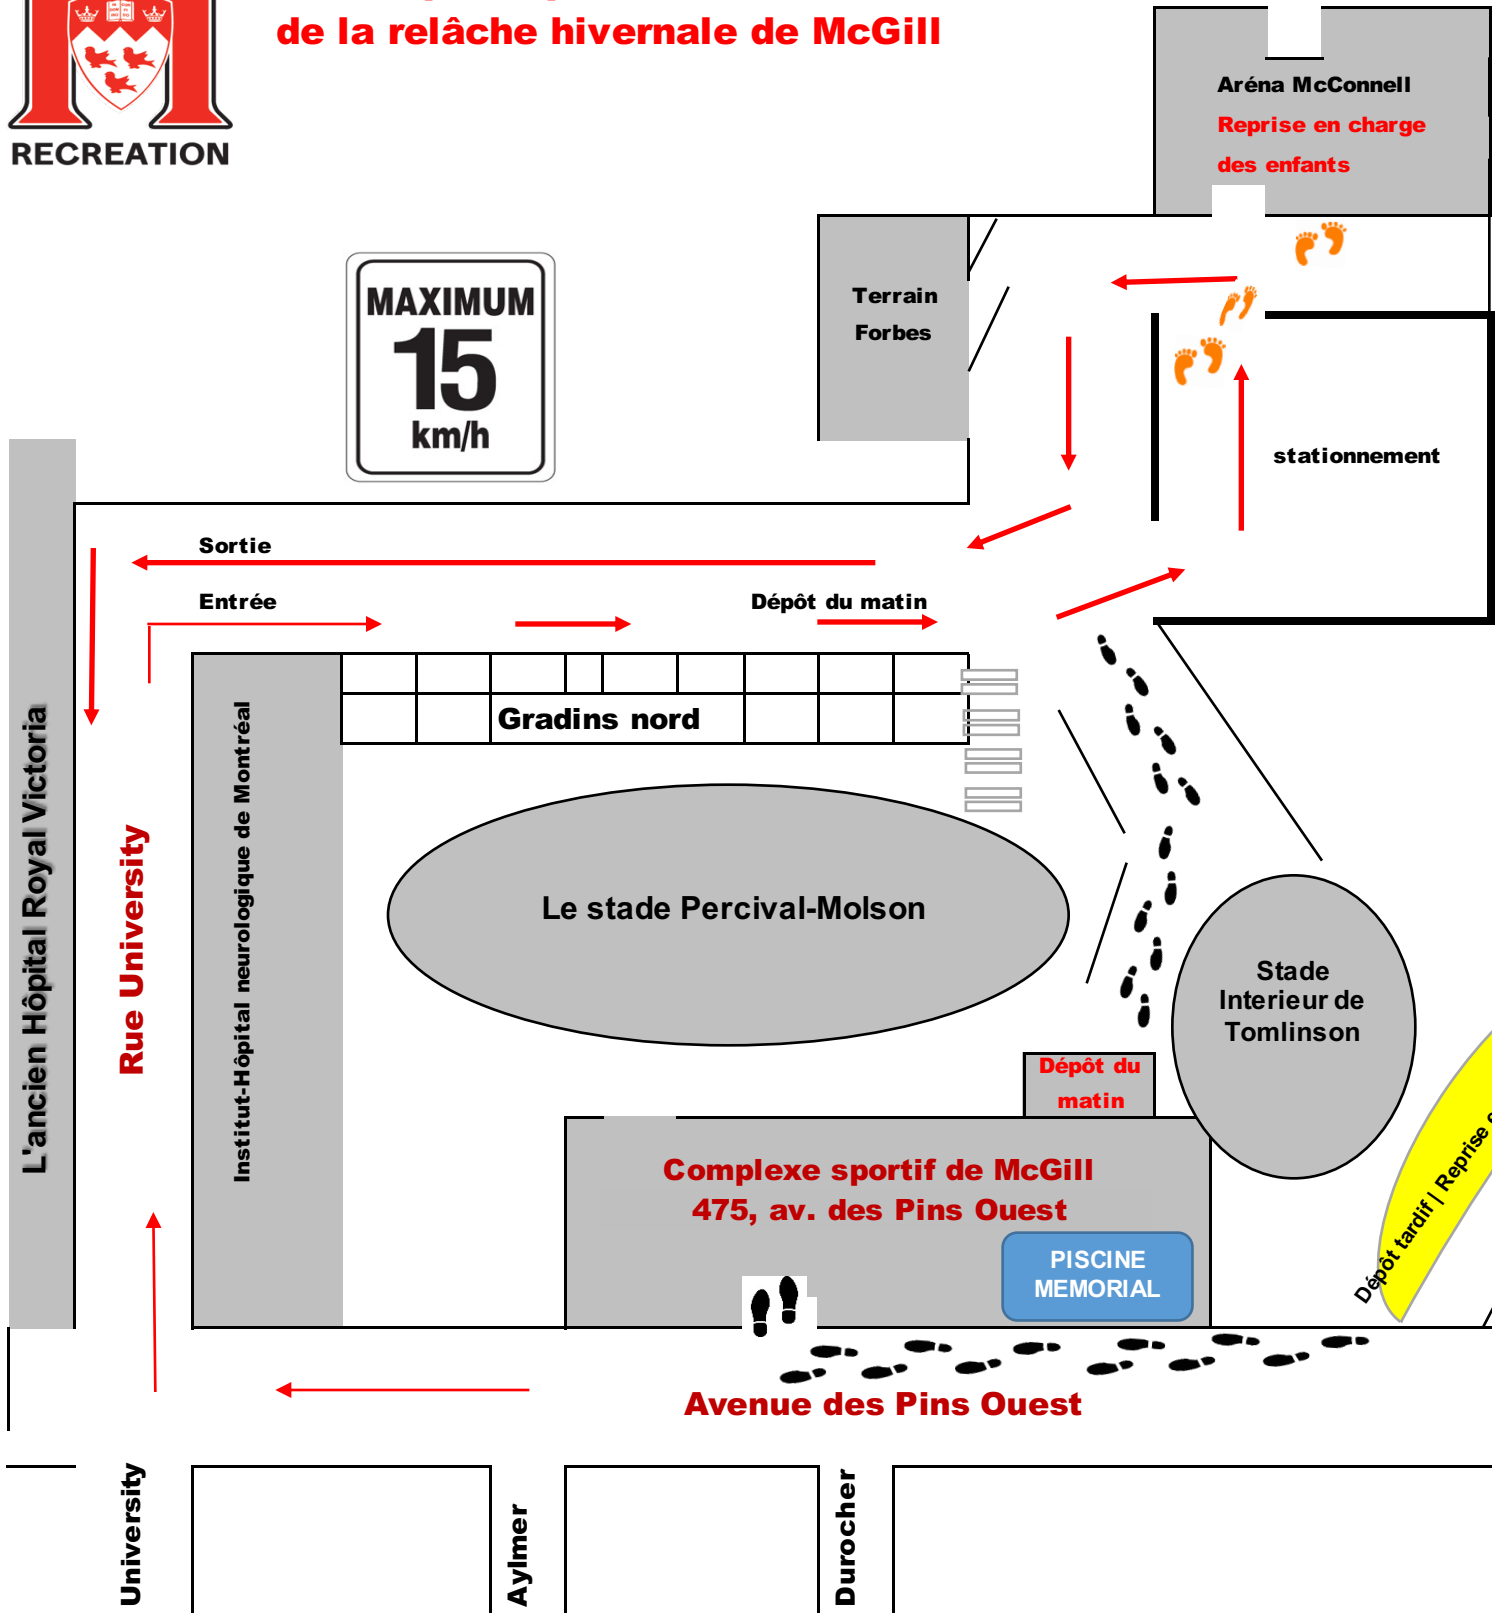 de la relâche hivernale de McGill
RECREATION
Aréna McConnell
Reprise en charge
des enfants
MAXIMUM
15
km/h
Terrain
Forbes
stationnement
Sortie
Entrée
Dépôt du matin
Gradins nord
L'ancien Hôpital Royal Victoria
Rue University
Institut-Hôpital neurologique de Montréal
Le stade Percival-Molson
Stade
Interieur de
Tomlinson
Dépôt du
matin
Complexe sportif de McGill
475, av. des Pins Ouest
PISCINE
MEMORIAL
Dépôt tardif | Reprise
Avenue des Pins Ouest
University
Aylmer
Durocher